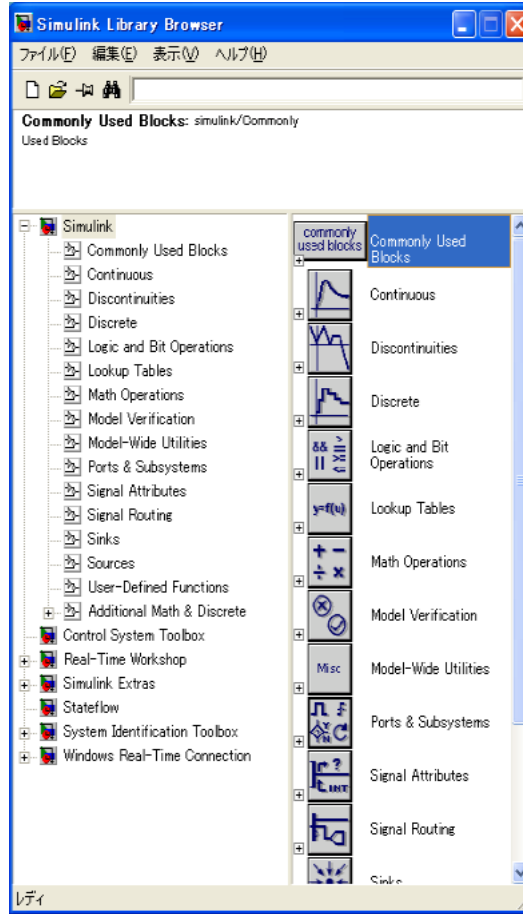 Simulink Library Browser
ファイル(F) 編集(E) 表示(V) ヘルプ(H)
Commonly Used Blocks: simulink/Commonly
Used Blocks
Simulink
Commonly Used Blocks
Continuous
Discontinuities
Discrete
Logic and Bit Operations
Lookup Tables
Math Operations
Model Verification
Model-Wide Utilities
Ports & Subsystems
Signal Attributes
Signal Routing
Sinks
Sources
User-Defined Functions
Additional Math & Discrete
Control System Toolbox
Real-Time Workshop
Simulink Extras
Stateflow
System Identification Toolbox
Windows Real-Time Connection
commonly
used blocks
Commonly Used
Blocks
Continuous
Discontinuities
Discrete
Logic and Bit
Operations
y=f(u)
Lookup Tables
Math Operations
Model Verification
Misc
Model-Wide Utilities
Ports & Subsystems
Signal Attributes
Signal Routing
Sinks
レディ